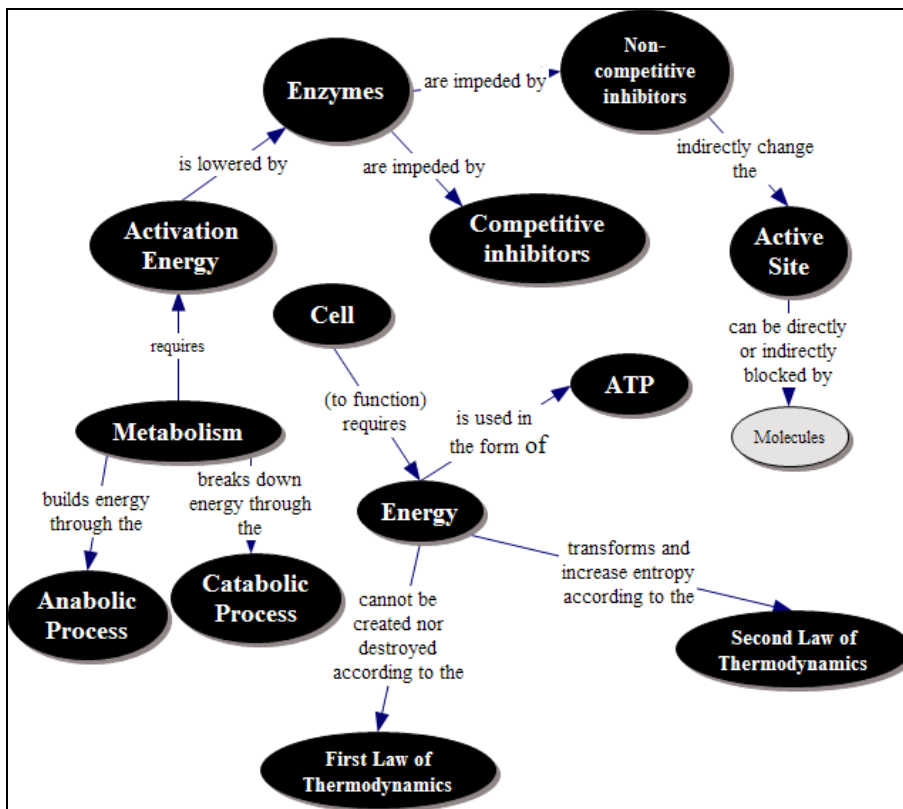 Non-
competitive
inhibitors
Enzymes
are impeded by
is lowered by
are impeded by
indirectly change
the
Activation
Energy
Competitive
inhibitors
Active
Site
Cell
requires
can be directly
or indirectly
blocked by
(to function)
requires
ATP
is used in
the form of
Metabolism
Molecules
builds energy
through the
breaks down
energy through
the
Energy
Anabolic
Process
Catabolic
Process
transforms and
increase entropy
according to the
cannot be
created nor
destroyed
according to the
Second Law of
Thermodynamics
First Law of
Thermodynamics